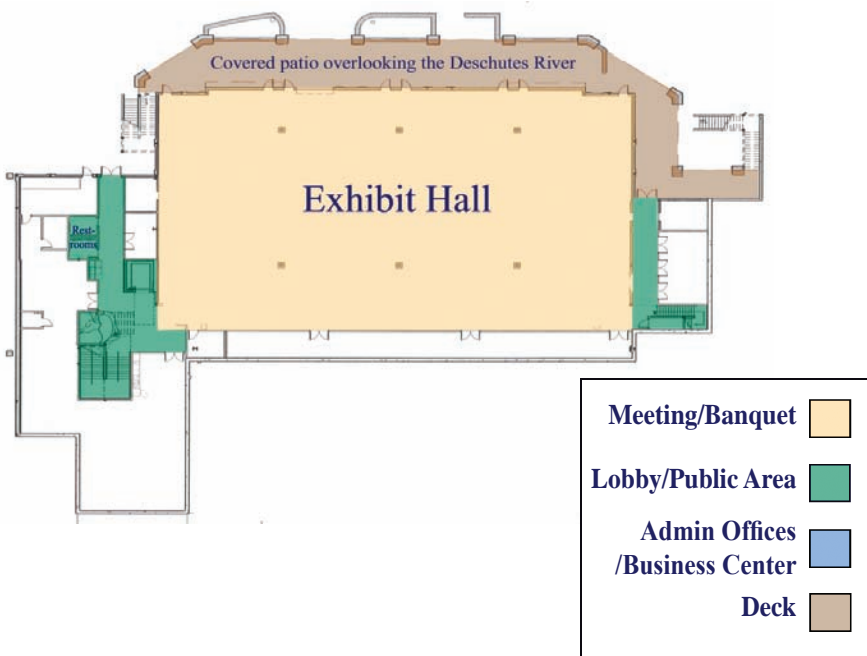 Covered patio overlooking the Deschutes River
Exhibit Hall
Rest-
rooms
Meeting/Banquet
Lobby/Public Area
Admin Offices
/Business Center
Deck